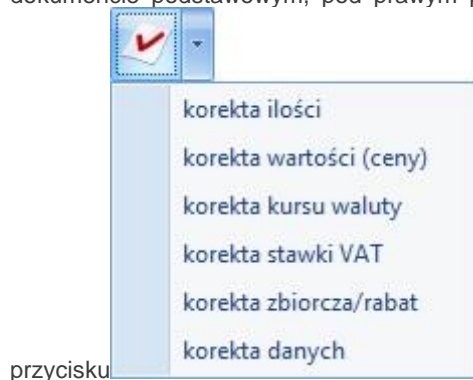 dokumencie podstawowym, pod prawym p
korekta ilości
korekta wartości (ceny)
korekta kursu waluty
korekta stawki VAT
korekta zbiorcza/rabat
korekta danych
przycisku